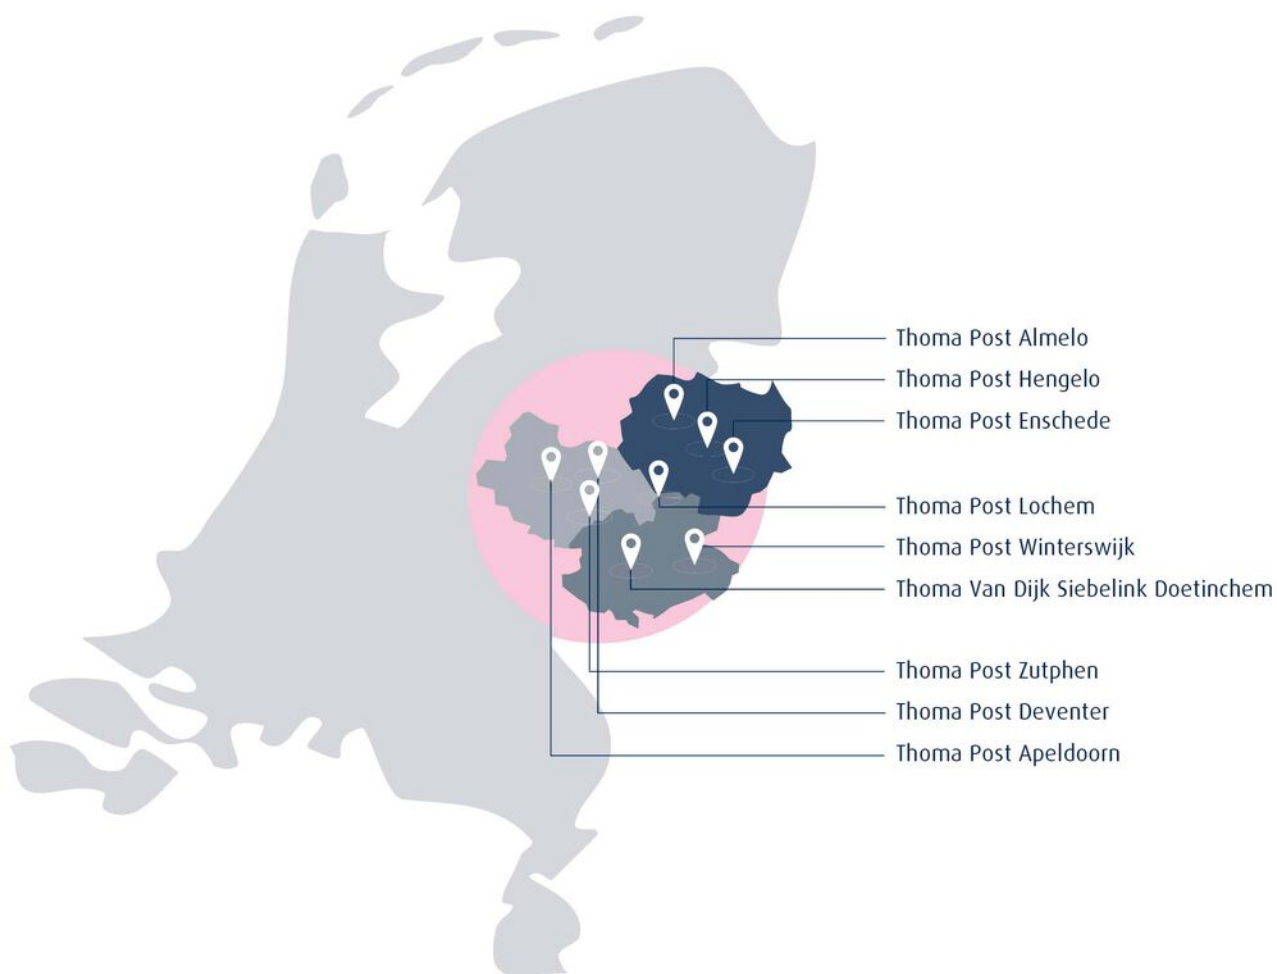 Thoma Post Almelo
Thoma Post Hengelo
Thoma Post Enschede
Thoma Post Lochem
Thoma Post Winterswijk
Thoma Van Dijk Siebelink Doetinchem
Thoma Post Zutphen
Thoma Post Deventer
Thoma Post Apeldoorn